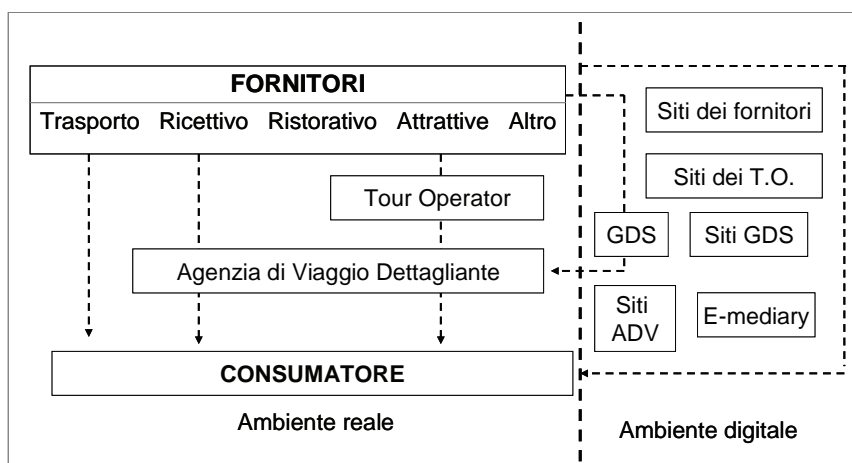 FORNITORI
Trasporto Ricettivo Ristorativo Attrattive Altro
Siti dei fornitori
Siti dei T.O.
Tour Operator
GDS
Siti GDS
Agenzia di Viaggio Dettagliante
Siti
ADV
E-mediary
CONSUMATORE
Ambiente reale
Ambiente digitale